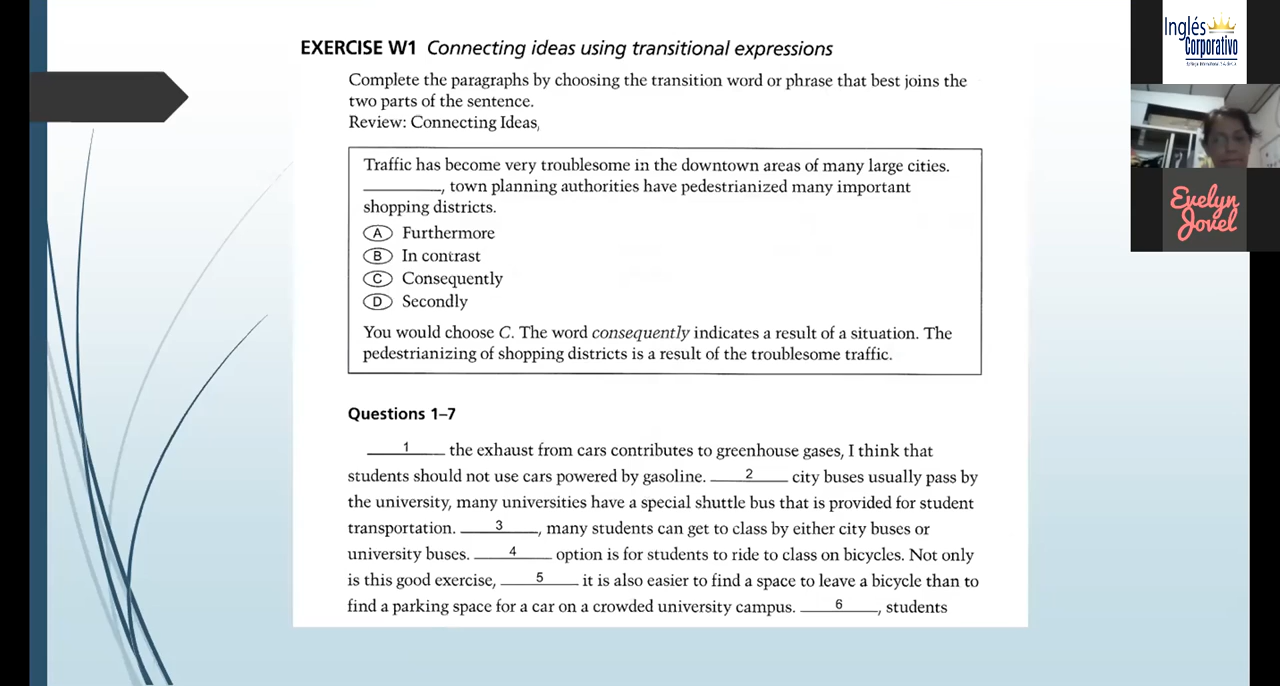 EXERCISE W1 Connecting ideas using transitional expressions
Complete the paragraphs by choosing the transition word or phrase that best joins the
two parts of the sentence.
Review: Connecting Ideas,
Traffic has become very troublesome in the downtown areas of many large cities.
_________, town planning authorities have pedestrianized many important
shopping districts.
A Furthermore
B In contrast
C Consequently
D Secondly
You would choose C. The word consequently indicates a result of a situation. The
pedestrianizing of shopping districts is a result of the troublesome traffic.
Questions 1–7
____1____ the exhaust from cars contributes to greenhouse gases, I think that
students should not use cars powered by gasoline. ____2____ city buses usually pass by
the university, many universities have a special shuttle bus that is provided for student
transportation. ____3____, many students can get to class by either city buses or
university buses. ____4____ option is for students to ride to class on bicycles. Not only
is this good exercise, ____5____ it is also easier to find a space to leave a bicycle than to
find a parking space for a car on a crowded university campus. ____6____, students
Inglés
Corporativo
Evelyn
Jovel